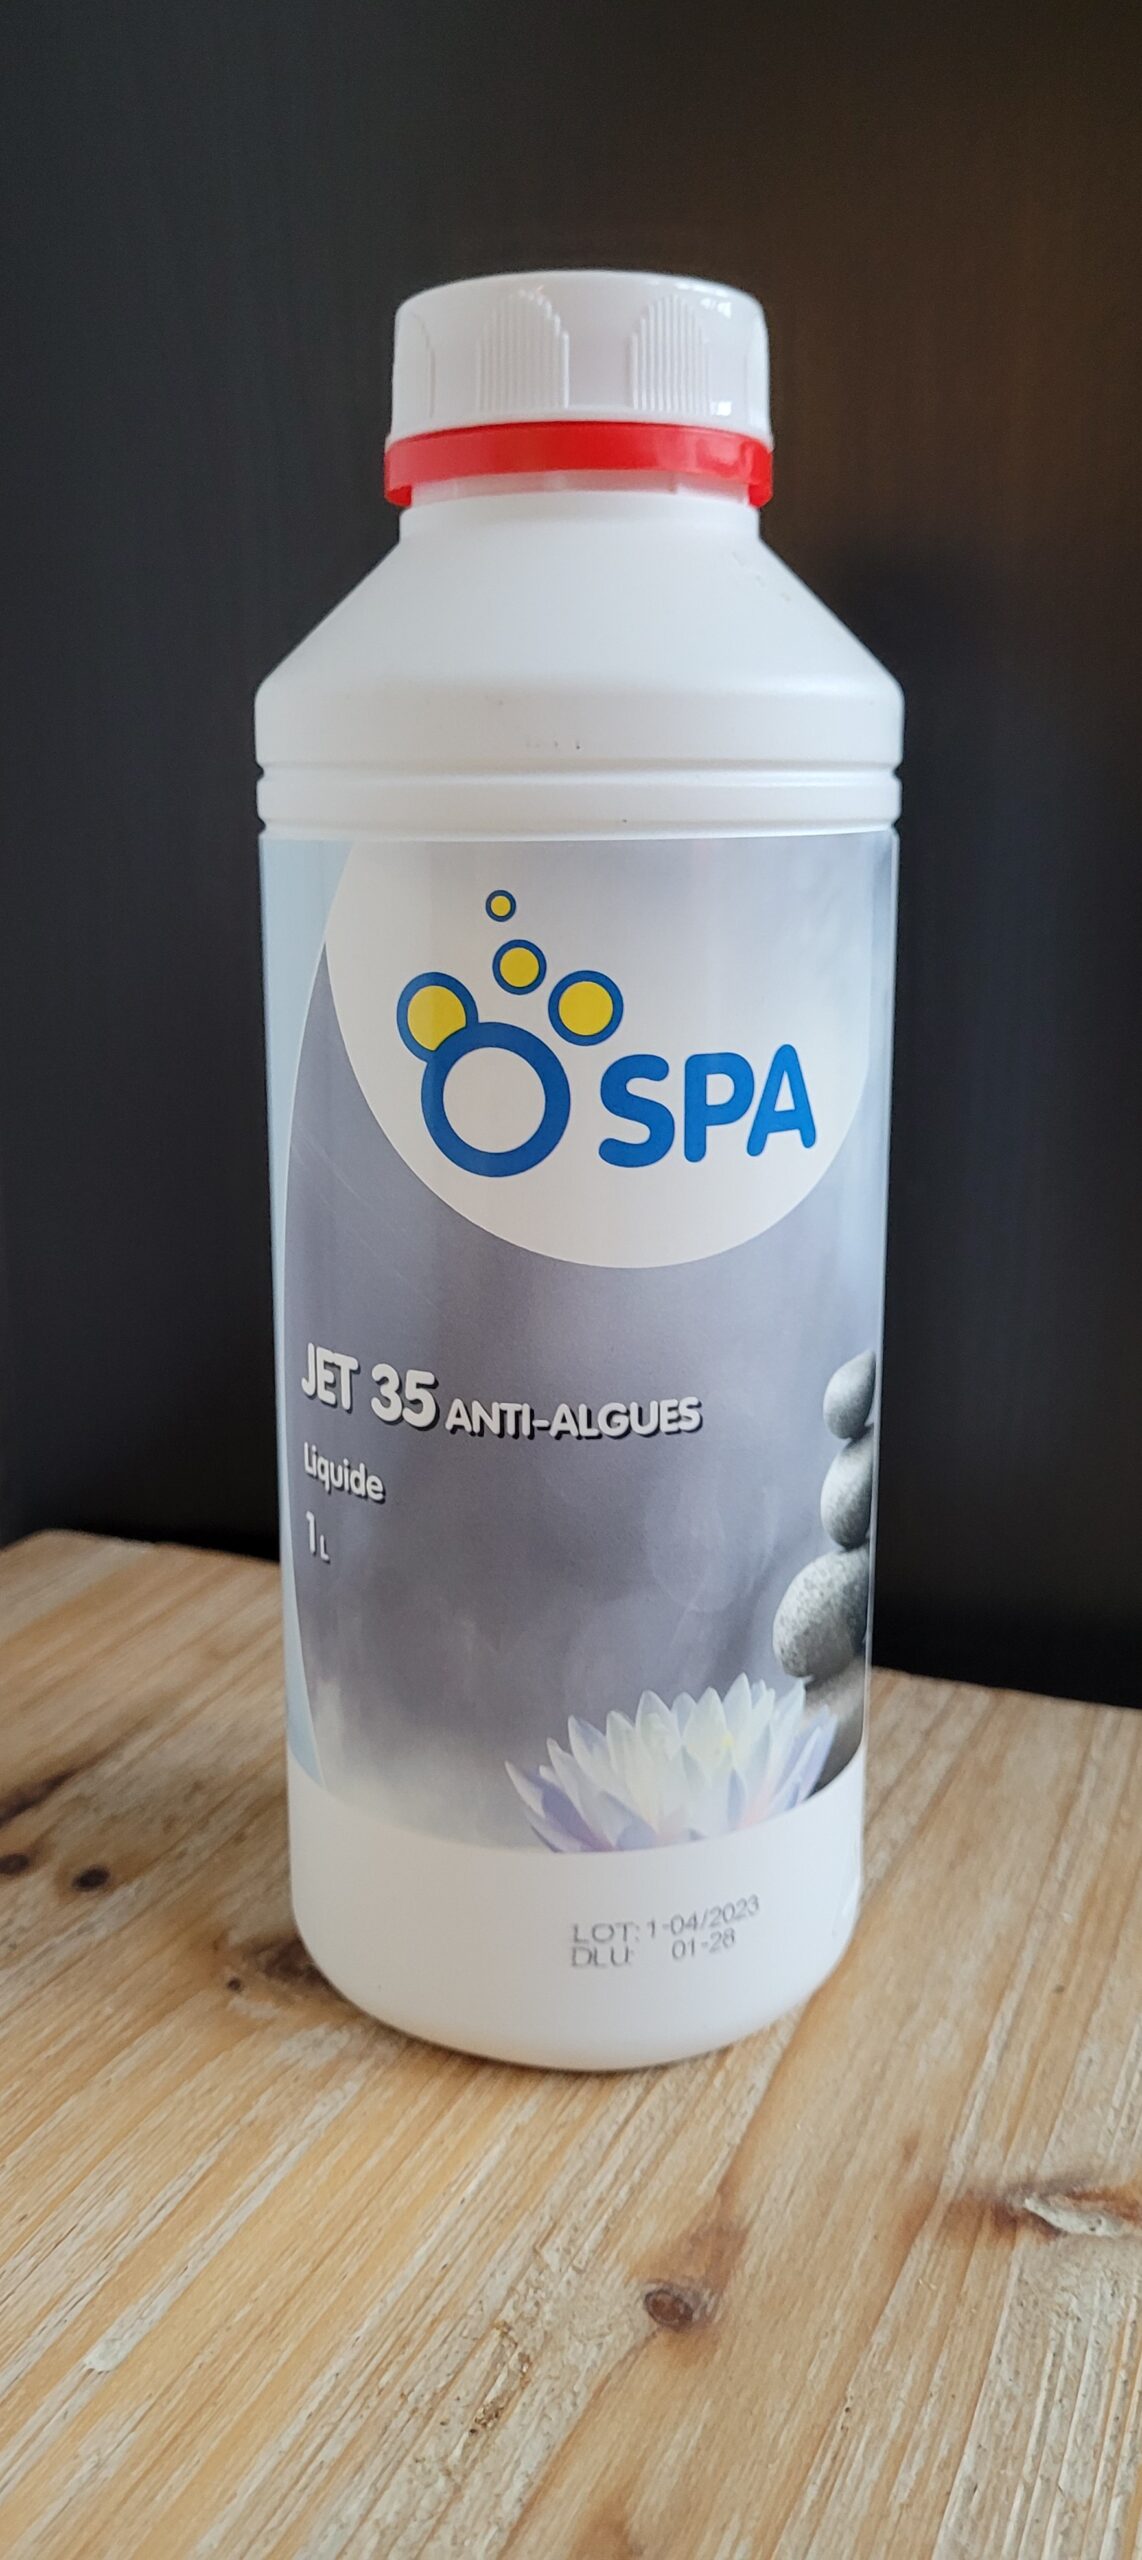 O SPA
JET 35 ANTI-ALGUES
Liquide
1L
LOT: 1-04/2023
DLU: 01-28